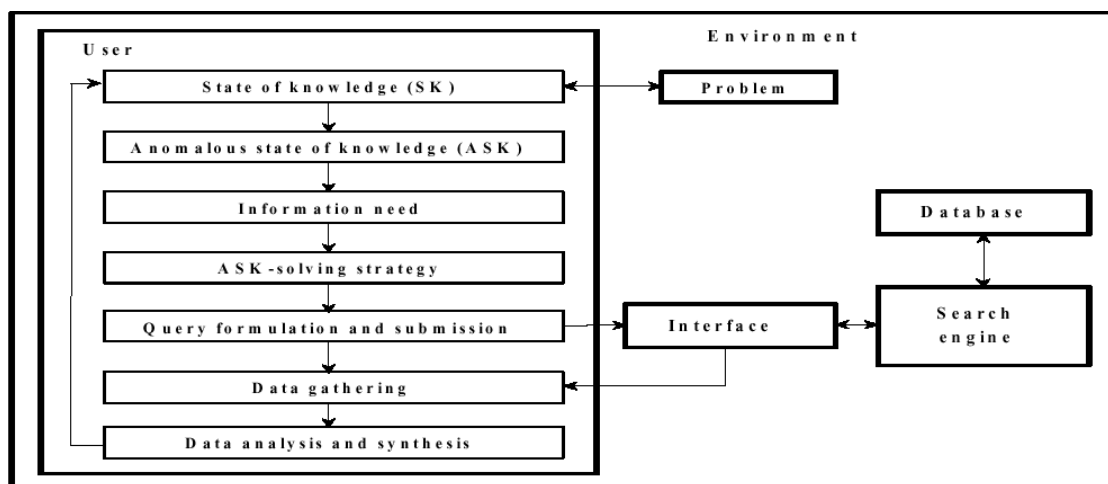 User
Environment
State of knowledge (SK)
Problem
Anomalous state of knowledge (ASK)
Information need
Database
ASK-solving strategy
Query formulation and submission
Interface
Search
engine
Data gathering
Data analysis and synthesis